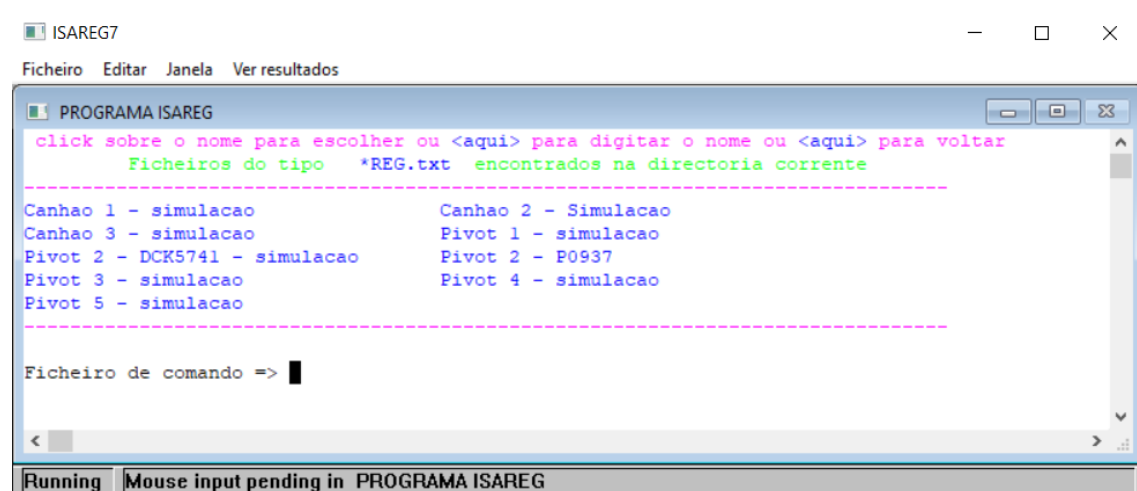 ISAREG7
Ficheiro Editar Janela Ver resultados
PROGRAMA ISAREG
click sobre o nome para escolher ou <aqui> para digitar o nome ou <aqui> para voltar
Ficheiros do tipo *REG.txt encontrados na directoria corrente
Canhao 1 - simulacao Canhao 2 - Simulacao
Canhao 3 - simulacao Pivot 1 - simulacao
Pivot 2 - DCK5741 - simulacao Pivot 2 - P0937
Pivot 3 - simulacao Pivot 4 - simulacao
Pivot 5 - simulacao
Ficheiro de comando =>
Running Mouse input pending in PROGRAMA ISAREG